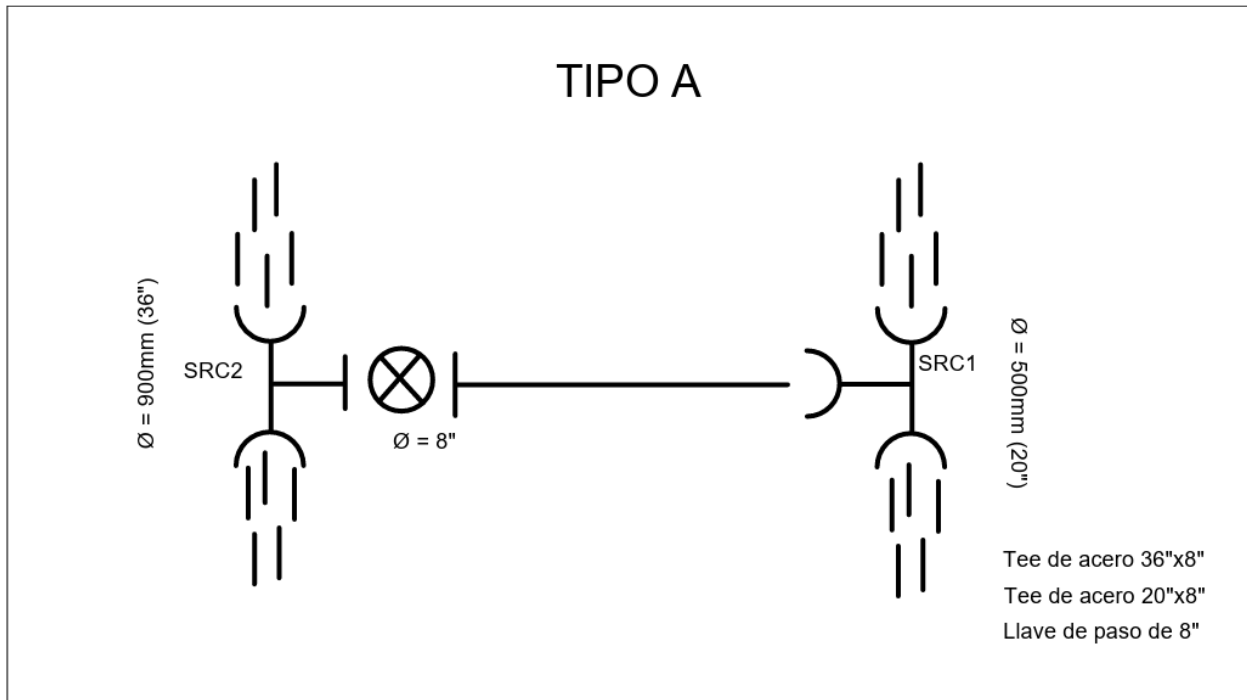 TIPO A
Ø = 900mm (36")
SRC2
Ø = 8"
SRC1
Ø = 500mm (20")
Tee de acero 36"x8"
Tee de acero 20"x8"
Llave de paso de 8"